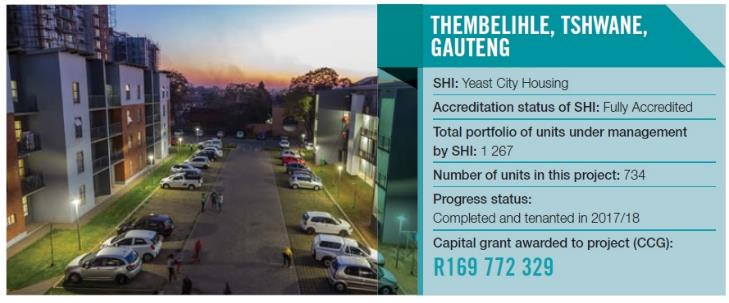 THEMBELIHLE, TSHWANE,
GAUTENG
SHI: Yeast City Housing
Accreditation status of SHI: Fully Accredited
Total portfolio of units under management
by SHI: 1 267
Number of units in this project: 734
Progress status:
Completed and tenanted in 2017/18
Capital grant awarded to project (CCG):
R169 772 329